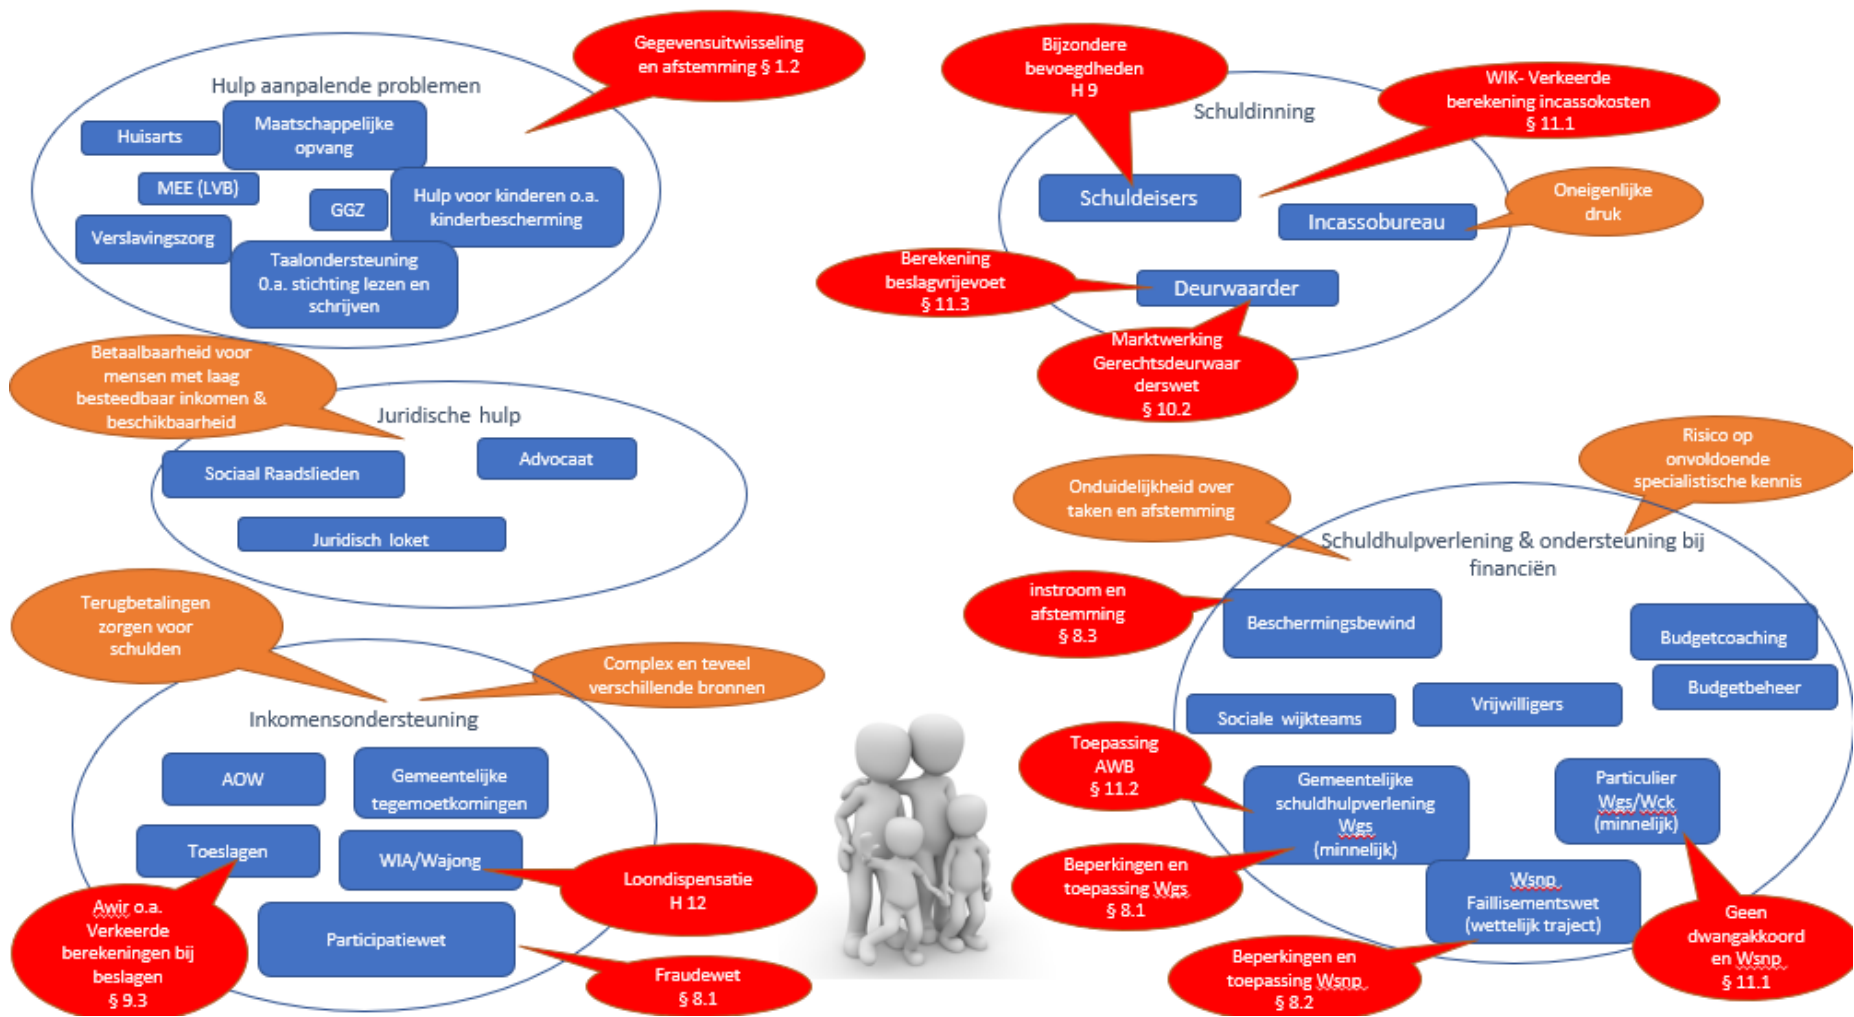 Gegevensuitwisseling
en afstemming § 1.2
Hulp aanpalende problemen
Huisarts
Maatschappelijke
opvang
MEE (LVB)
GGZ
Hulp voor kinderen o.a.
kinderbescherming
Verslavingszorg
Taalondersteuning
0.a. stichting lezen en
schrijven
Bijzondere
bevoegdheden
H 9
WIK- Verkeerde
berekening incassokosten
§ 11.1
Schuldinning
Schuldeisers
Incassobureau
Oneigenlijke
druk
Berekening
beslagvrijevoet
§ 11.3
Deurwaarder
Marktwerking
Gerechtsdeurwaar
derswet
§ 10.2
Betaalbaarheid voor
mensen met laag
besteedbaar inkomen &
beschikbaarheid
Juridische hulp
Sociaal Raadslieden
Advocaat
Juridisch loket
Risico op
onvoldoende
specialistische kennis
Onduidelijkheid over
taken en afstemming
Schuldhulpverlening & ondersteuning bij
financiën
instroom en
afstemming
§ 8.3
Beschermingsbewind
Budgetcoaching
Budgetbeheer
Sociale wijkteams
Vrijwilligers
Toepassing
AWB
§ 11.2
Gemeentelijke
schuldhulpverlening
Wgs
(minnelijk)
Particulier
Wgs/Wck
(minnelijk)
Beperkingen en
toepassing Wgs
§ 8.1
Wsnp
Faillisementswet
(wettelijk traject)
Beperkingen en
toepassing Wsnp
§ 8.2
Geen
dwangakkoord
en Wsnp
§ 11.1
Terugbetalingen
zorgen voor
schulden
Complex en teveel
verschillende bronnen
Inkomensondersteuning
AOW
Gemeentelijke
tegemoetkomingen
Toeslagen
WIA/Wajong
Loondispensatie
H 12
Awir o.a.
Verkeerde
berekeningen bij
beslagen
§ 9.3
Participatiewet
Fraudewet
§ 8.1